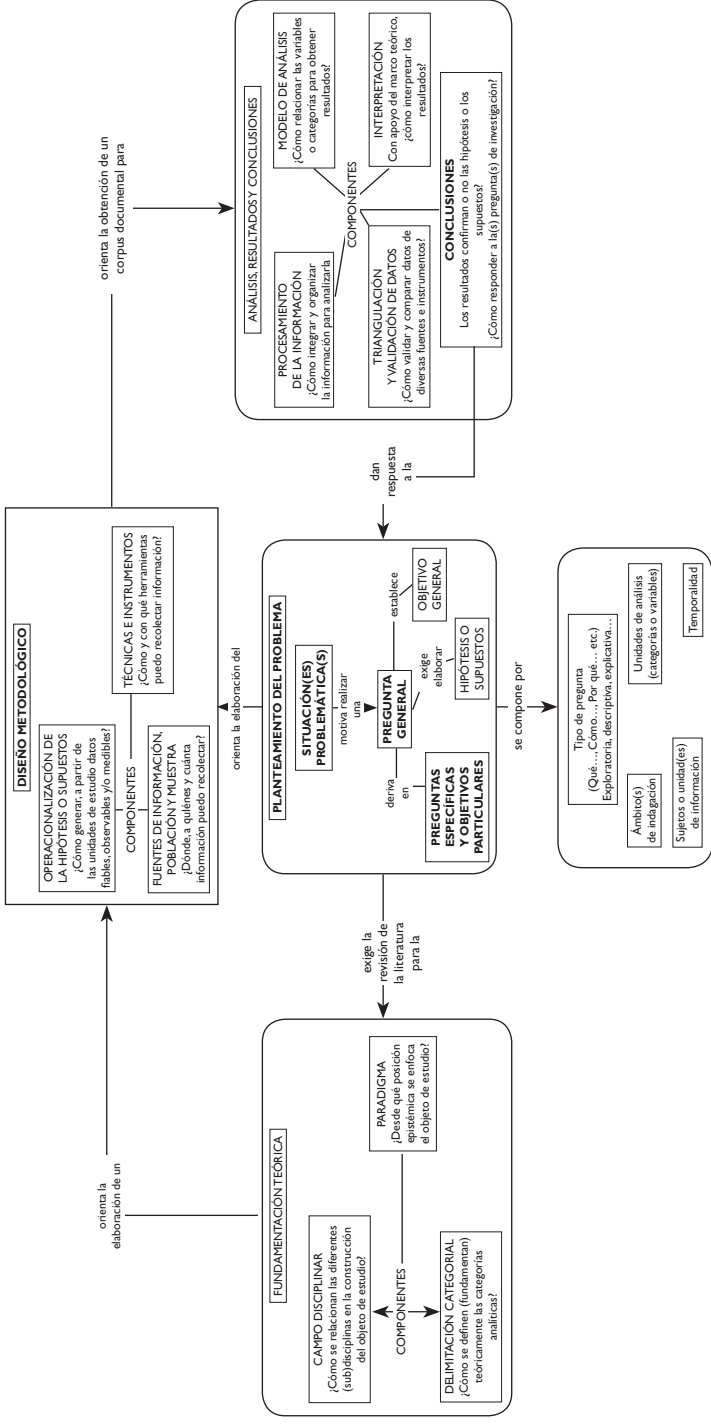 orienta la
elaboración de un
FUNDAMENTACIÓN TEÓRICA
CAMPO DISCIPLINAR
¿Cómo se relacionan las diferentes
(sub)disciplinas en la construcción
del objeto de estudio?
COMPONENTES
DELIMITACIÓN CATEGORIAL
¿Cómo se definen (fundamentan)
teóricamente las categorías
analíticas?
PARADIGMA
¿Desde qué posición
epistémica se enfoca
el objeto de estudio?
exige la
revisión de
la literatura
para la
DISEÑO METODOLÓGICO
OPERACIONALIZACIÓN DE
LA HIPÓTESIS O SUPUESTOS
¿Cómo generar, a partir de
las unidades de estudio datos
fiables, observables y/o medibles?
COMPONENTES
FUENTES DE INFORMACIÓN,
POBLACIÓN Y MUESTRA
¿Dónde, a quiénes y cuánta
información puedo recolectar?
TÉCNICAS E INSTRUMENTOS
¿Cómo y con qué herramientas
puedo recolectar información?
orienta la elaboración del
PLANTEAMIENTO DEL PROBLEMA
SITUACIÓN(ES)
PROBLEMÁTICA(S)
motiva realizar
una
PREGUNTA
GENERAL
deriva
en
PREGUNTAS
ESPECÍFICAS
Y OBJETIVOS
PARTICULARES
exige
elaborar
HIPÓTESIS O
SUPUESTOS
establece
OBJETIVO
GENERAL
se compone por
Tipo de pregunta
(Qué…, Cómo…, Por qué… etc.)
Exploratoria, descriptiva, explicativa…
Ámbito(s)
de indagación
Unidades de análisis
(categorías o variables)
Sujetos o unidad(es)
de información
Temporalidad
orienta la obtención de un
corpus documental para
ANÁLISIS, RESULTADOS Y CONCLUSIONES
PROCESAMIENTO
DE LA INFORMACIÓN
¿Cómo integrar y organizar
la información para analizarla
MODELO DE ANÁLISIS
¿Cómo relacionar las variables
o categorías para obtener
resultados?
COMPONENTES
TRIANGULACIÓN
Y VALIDACIÓN DE DATOS
¿Cómo validar y comparar datos de
diversas fuentes e instrumentos?
INTERPRETACIÓN
Con apoyo del marco teórico,
¿cómo interpretar los
resultados?
CONCLUSIONES
Los resultados confirman o no las hipótesis o los
supuestos?
¿Cómo responder a la(s) pregunta(s) de investigación?
dan
respuesta
a la